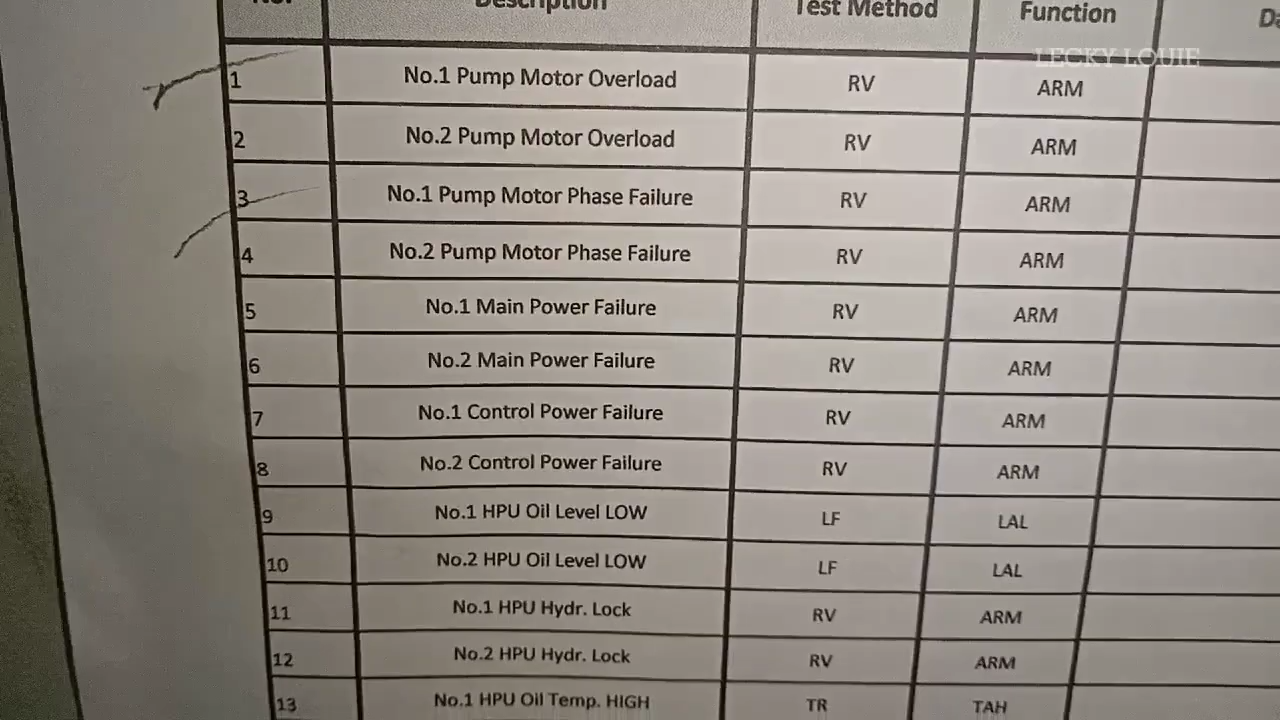 Description Test Method Function
LECKY LOUIE
1 No.1 Pump Motor Overload RV ARM
2 No.2 Pump Motor Overload RV ARM
3 No.1 Pump Motor Phase Failure RV ARM
4 No.2 Pump Motor Phase Failure RV ARM
5 No.1 Main Power Failure RV ARM
6 No.2 Main Power Failure RV ARM
7 No.1 Control Power Failure RV ARM
8 No.2 Control Power Failure RV ARM
9 No.1 HPU Oil Level LOW LF LAL
10 No.2 HPU Oil Level LOW LF LAL
11 No.1 HPU Hydr. Lock RV ARM
12 No.2 HPU Hydr. Lock RV ARM
13 No.1 HPU Oil Temp. HIGH TR TAH